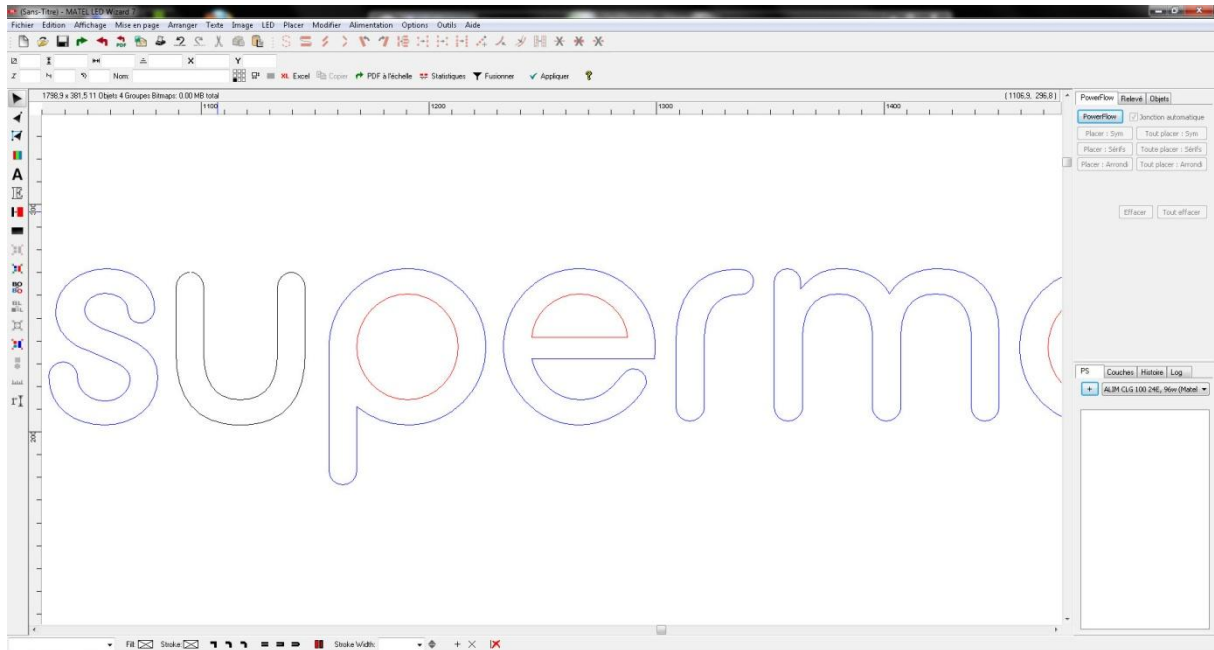 (Sans-Titre) - MATEL LED Wizard 7
Fichier Edition Affichage Mise en page Arranger Texte Image LED Placer Modifier Alimentation Options Outils Aide
X Y
Z Nom: XL Excel Copier PDF à l'échelle Statistiques Fusionner Appliquer
1798,9 x 381,5 11 Objets 4 Groupes Bitmaps: 0.00 MB total (1106,9, 296,8)
1100 1200 1300 1400
PowerFlow Relevé Objets
PowerFlow Jonction automatique
Placer : Sym Tout placer : Sym
Placer : Sérifs Toute placer : Sérifs
Placer : Arrondi Tout placer : Arrondi
Effacer Tout effacer
300
superm
PS Couches Histoire Log
+ ALIM CLG 100 24E, 96w (Matel
200
Fill: Stroke: Stroke Width: